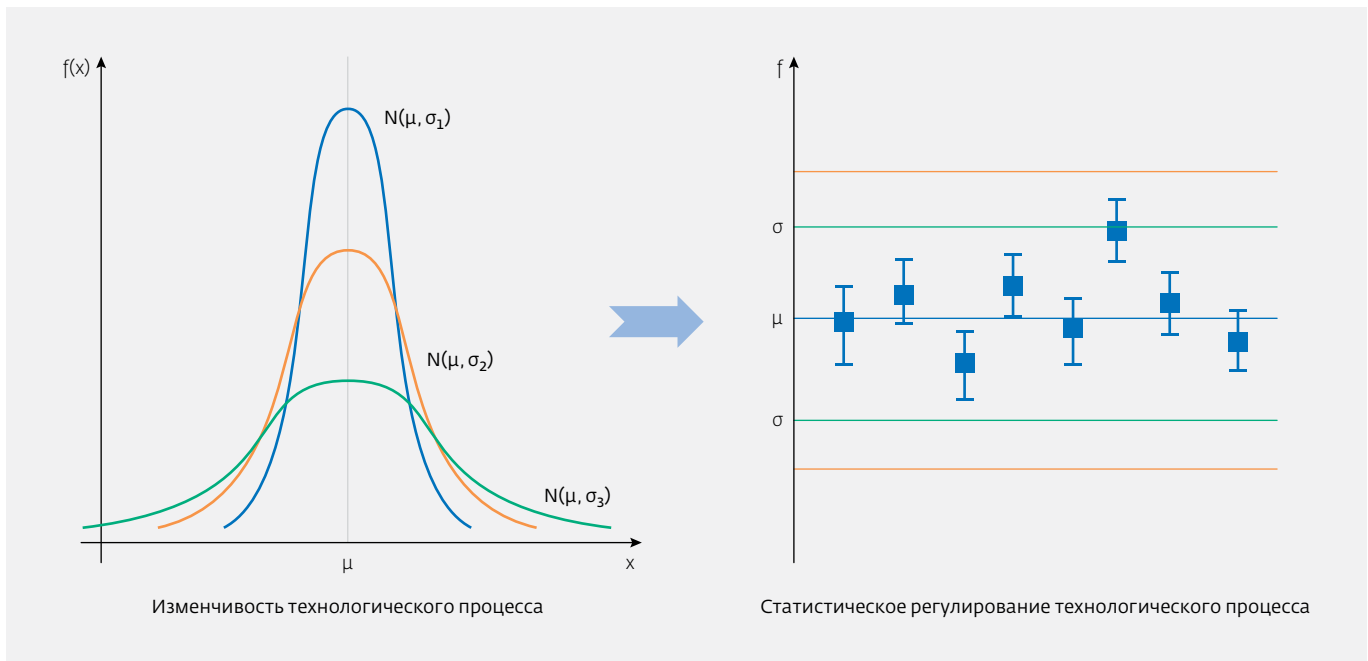 f(x)
N(μ, σ₁)
N(μ, σ₂)
N(μ, σ₃)
μ
x
Изменчивость технологического процесса
f
σ
μ
σ
Статистическое регулирование технологического процесса